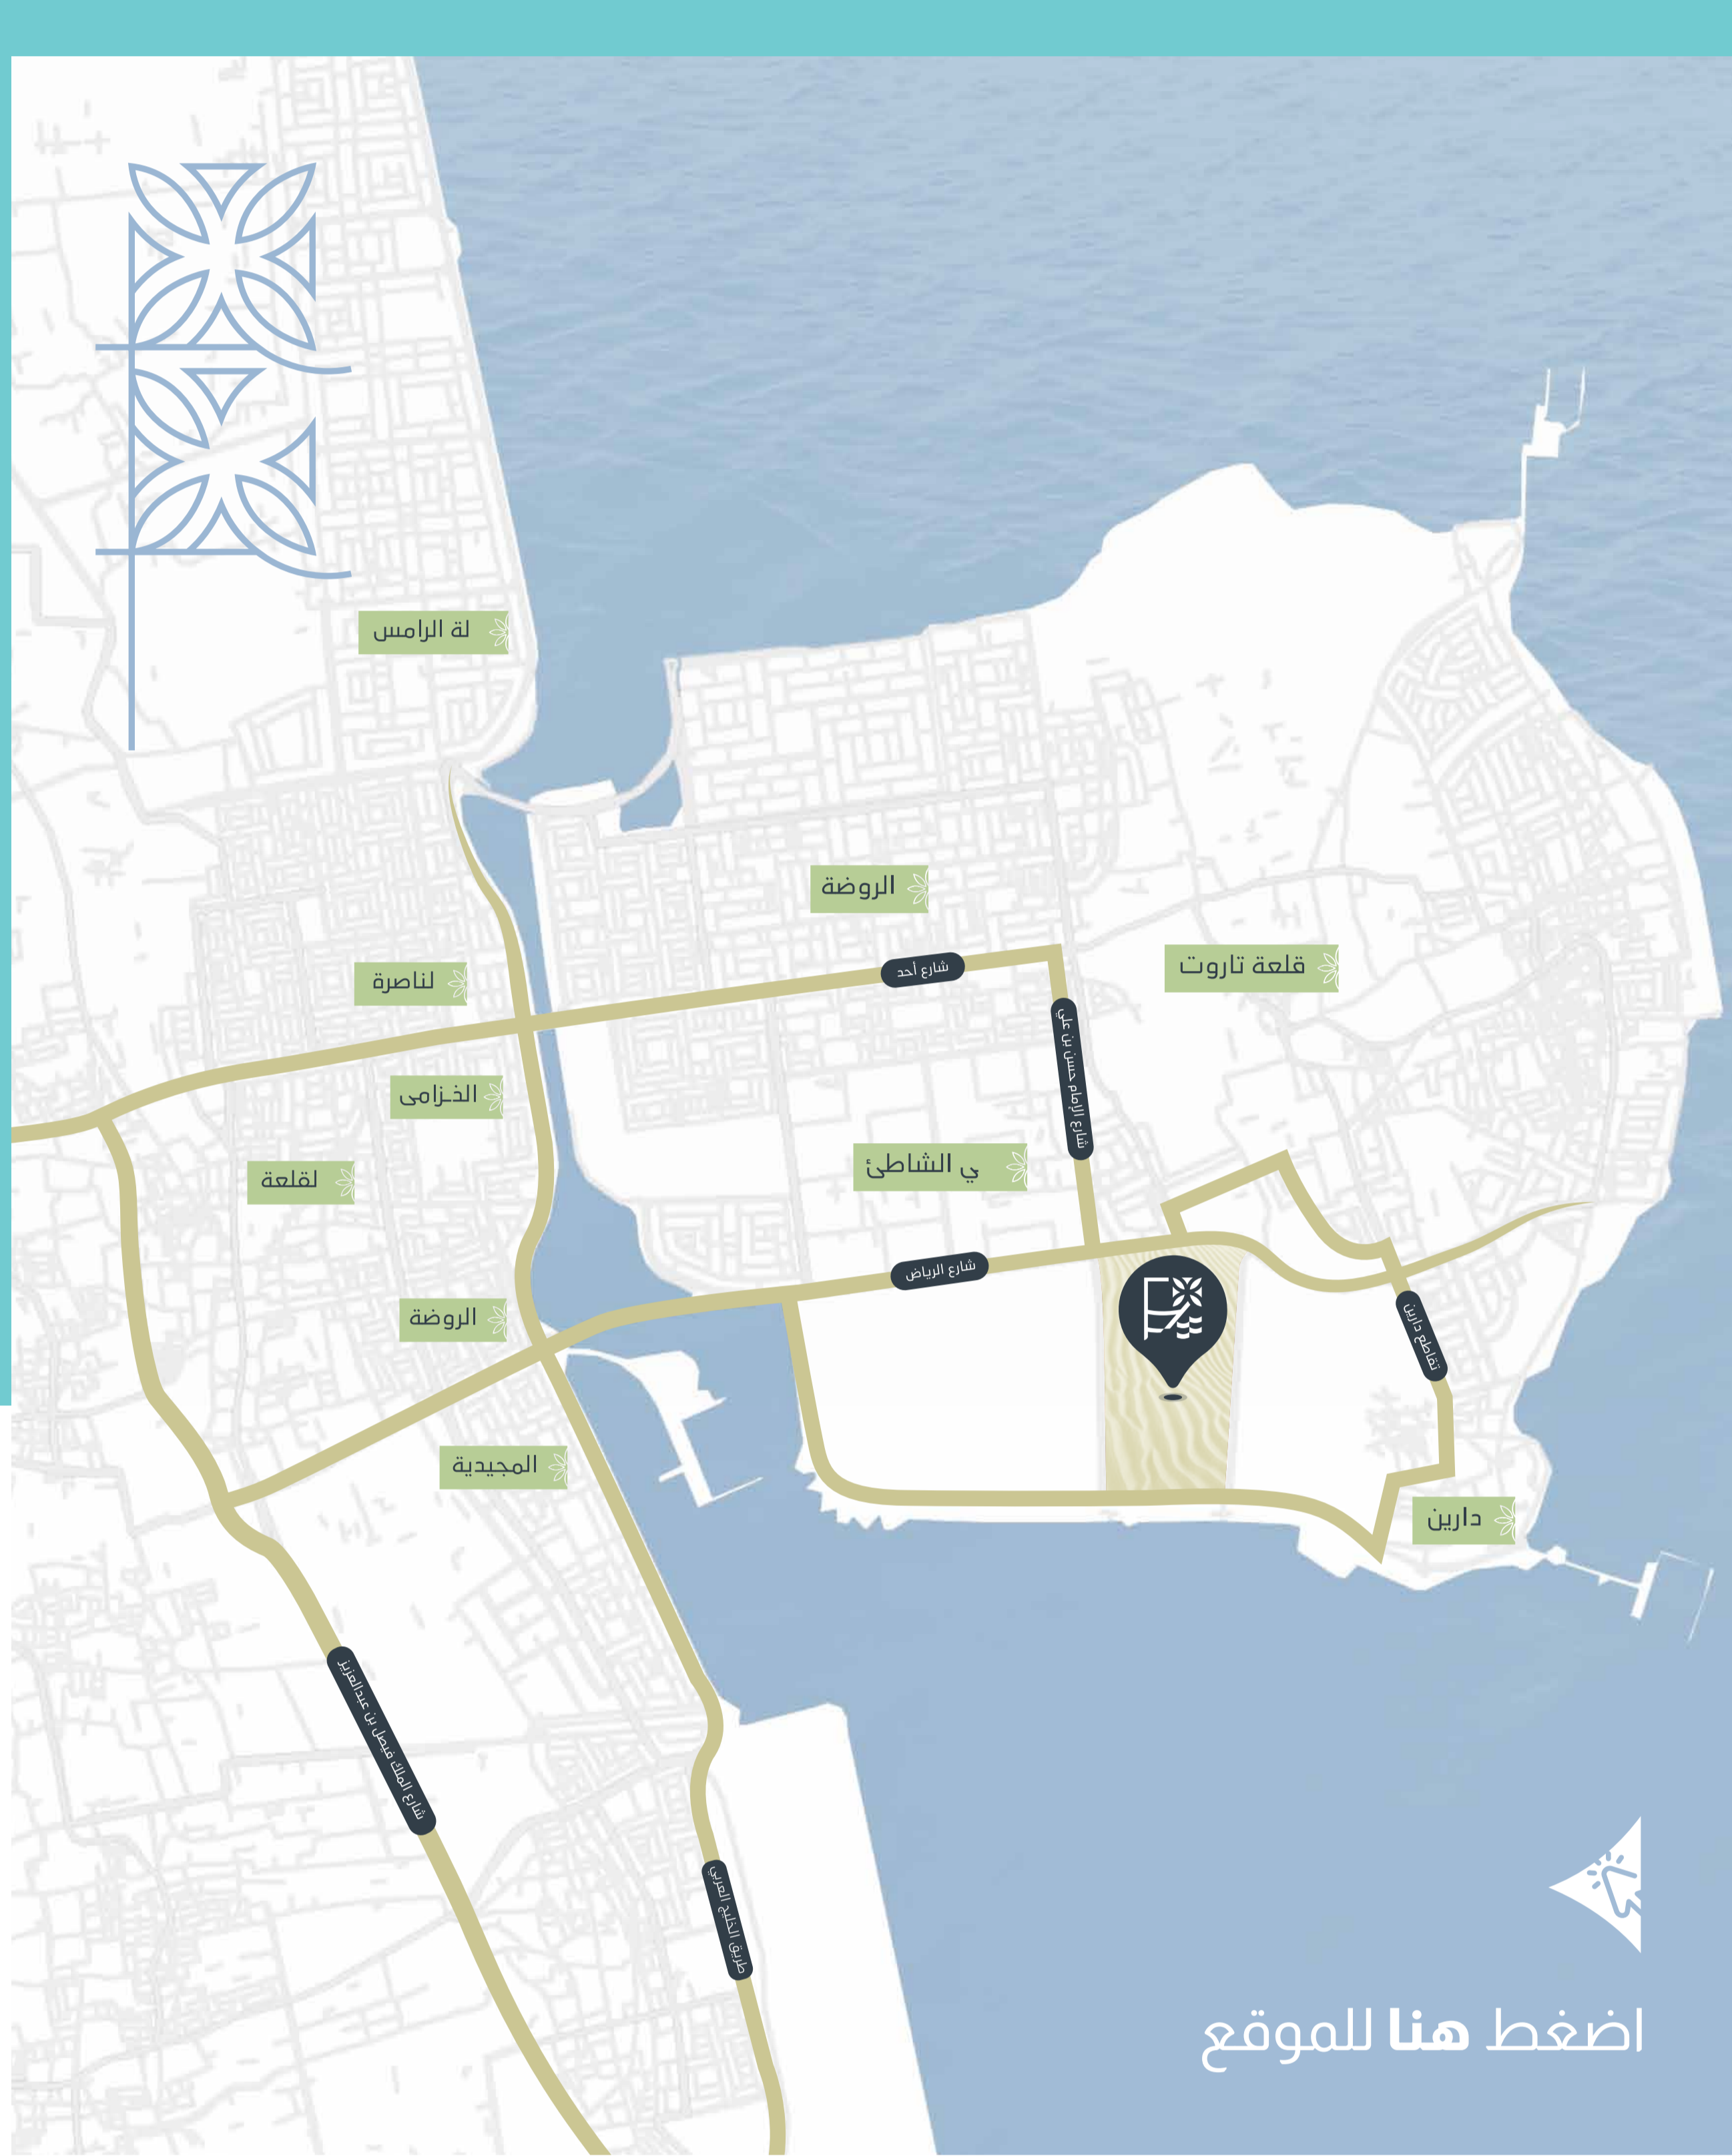 لة الرامس
الروضة
قلعة تاروت
شارع أحد
لناصرة
شارع الإمام حسن بن علي
الخزامى
ي الشاطئ
لقلعة
شارع الرياض
الروضة
تقاطع دارين
المجيدية
دارين
شارع الملك فيصل بن عبدالعزيز
طريق الخليج العربي
اضغط هنا للموقع